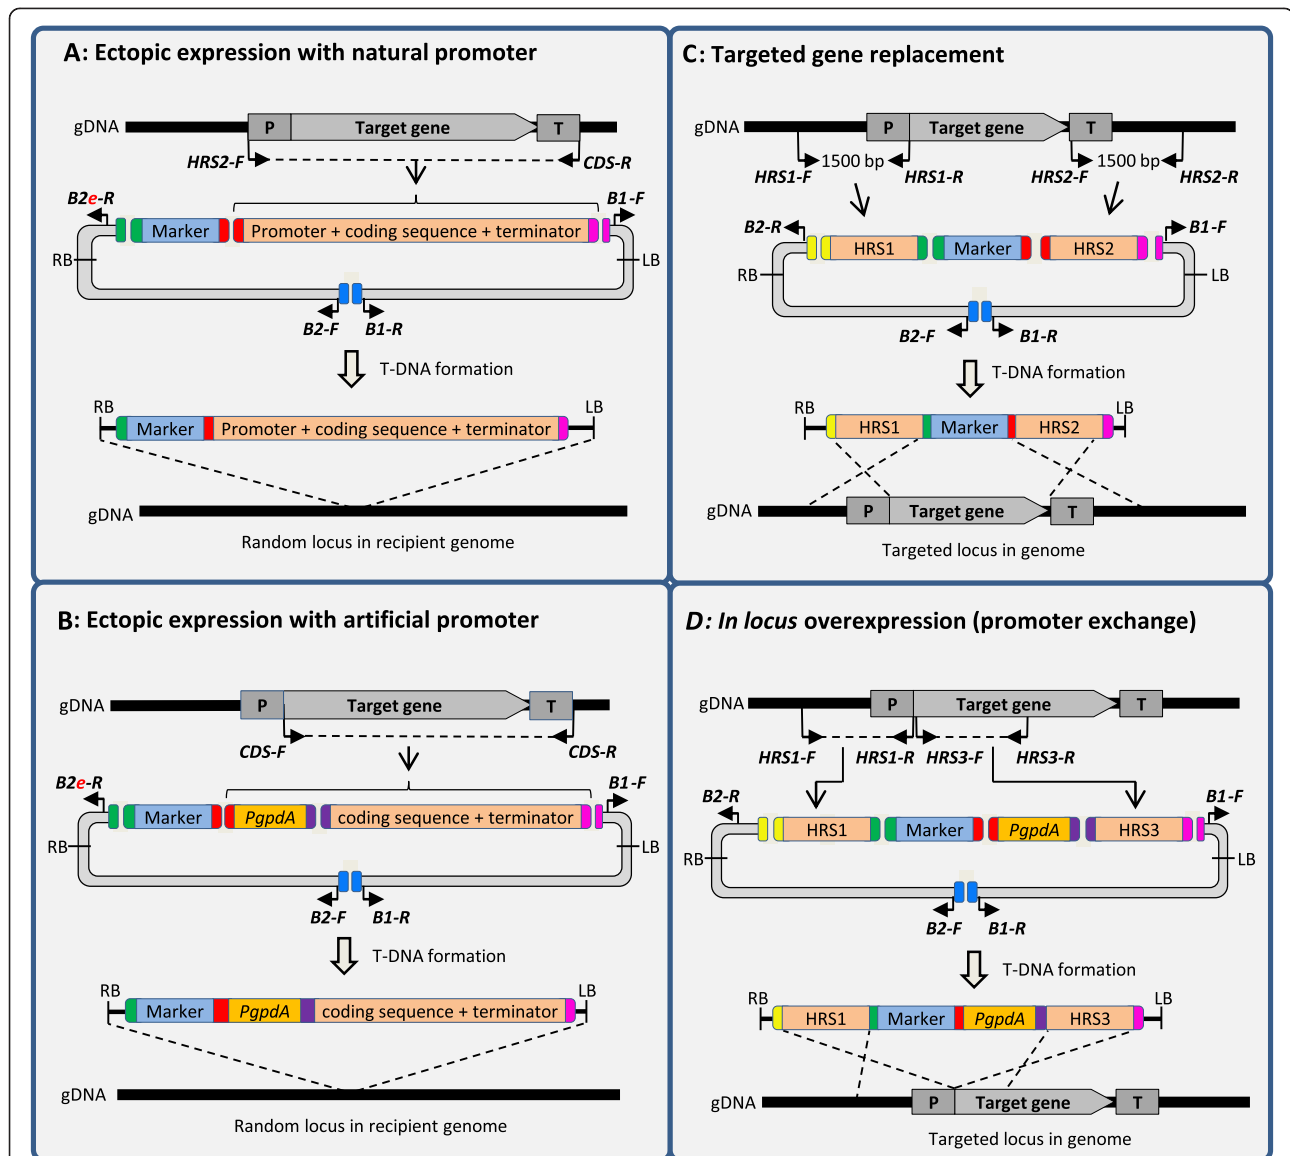 A: Ectopic expression with natural promoter
gDNA
P
Target gene
T
HRS2-F
CDS-R
B2e-R
B1-F
Marker
Promoter + coding sequence + terminator
RB
LB
B2-F
B1-R
T-DNA formation
RB
LB
Marker
Promoter + coding sequence + terminator
gDNA
Random locus in recipient genome
C: Targeted gene replacement
gDNA
P
Target gene
T
1500 bp
1500 bp
HRS1-F
HRS1-R
HRS2-F
HRS2-R
B2-R
B1-F
HRS1
Marker
HRS2
RB
LB
B2-F
B1-R
T-DNA formation
RB
LB
HRS1
Marker
HRS2
gDNA
P
Target gene
T
Targeted locus in genome
B: Ectopic expression with artificial promoter
gDNA
P
Target gene
T
CDS-F
CDS-R
B2e-R
B1-F
Marker
PgpdA
coding sequence + terminator
RB
LB
B2-F
B1-R
T-DNA formation
RB
LB
Marker
PgpdA
coding sequence + terminator
gDNA
Random locus in recipient genome
D: In locus overexpression (promoter exchange)
gDNA
P
Target gene
T
HRS1-F
HRS1-R
HRS3-F
HRS3-R
B2-R
B1-F
HRS1
Marker
PgpdA
HRS3
RB
LB
B2-F
B1-R
T-DNA formation
RB
LB
HRS1
Marker
PgpdA
HRS3
gDNA
P
Target gene
T
Targeted locus in genome